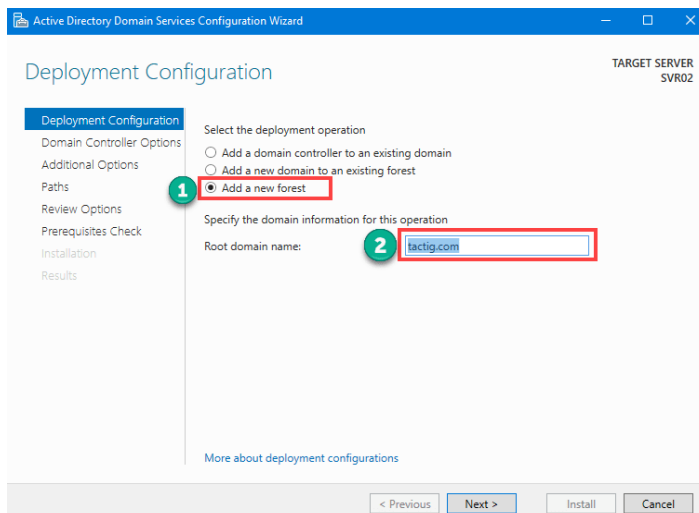 Active Directory Domain Services Configuration Wizard
Deployment Configuration
TARGET SERVER
SVR02
Deployment Configuration
Domain Controller Options
Additional Options
Paths
Review Options
Prerequisites Check
Installation
Results
Select the deployment operation
Add a domain controller to an existing domain
Add a new domain to an existing forest
1 Add a new forest
Specify the domain information for this operation
Root domain name: 2 tactig.com
More about deployment configurations
< Previous Next > Install Cancel